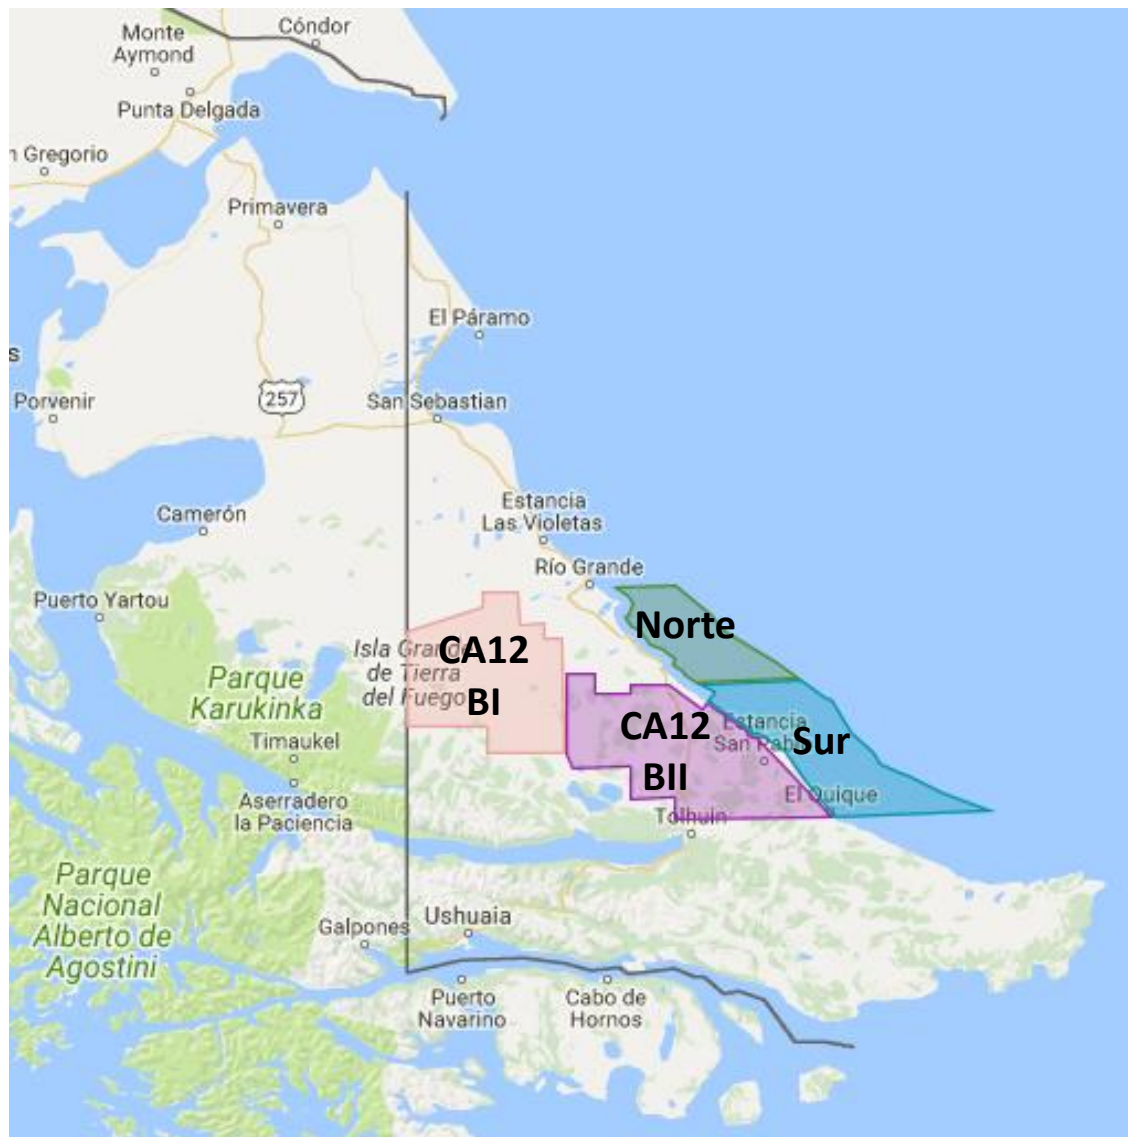 Monte
Aymond
Cóndor
Punta Delgada
n Gregorio
Primavera
El Páramo
s
257
Porvenir
San Sebastian
Estancia
Las Violetas
Camerón
Río Grande
Puerto Yartou
Norte
Isla Grande
de Tierra
del Fuego
CA12
BI
Parque
Karukinka
CA12
BII
Estancia
San Pab
Sur
Timaukel
El Quique
Aserradero
la Paciencia
Tolhuin
Parque
Nacional
Alberto de
Agostini
Galpones
Ushuaia
Puerto
Navarino
Cabo de
Hornos